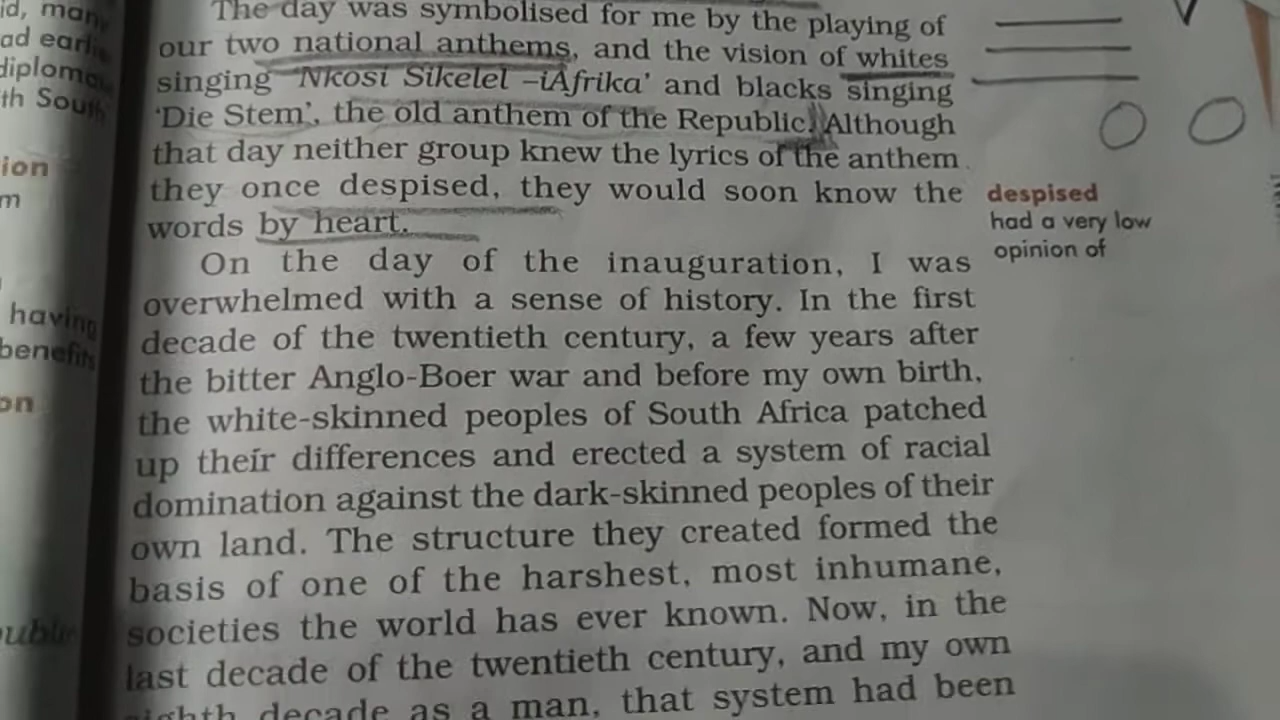 The day was symbolised for me by the playing of
our two national anthems, and the vision of whites
singing 'Nkosi Sikelel –iAfrika' and blacks singing
'Die Stem', the old anthem of the Republic. Although
that day neither group knew the lyrics of the anthem
they once despised, they would soon know the
words by heart.
On the day of the inauguration, I was
overwhelmed with a sense of history. In the first
decade of the twentieth century, a few years after
the bitter Anglo-Boer war and before my own birth,
the white-skinned peoples of South Africa patched
up their differences and erected a system of racial
domination against the dark-skinned peoples of their
own land. The structure they created formed the
basis of one of the harshest, most inhumane,
societies the world has ever known. Now, in the
last decade of the twentieth century, and my own
eighth decade as a man, that system had been
despised
had a very low
opinion of
having
benefits
th South